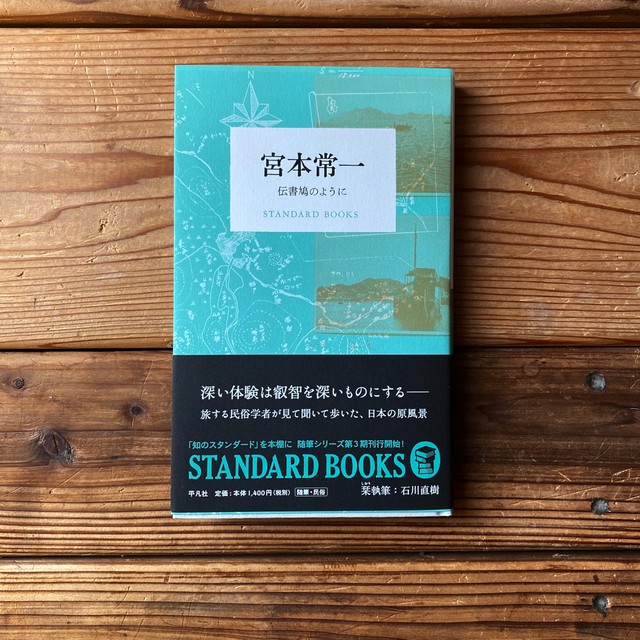 N
宮本常一
伝書鳩のように
STANDARD BOOKS
深い体験は叡智を深いものにする——
旅する民俗学者が見て聞いて歩いた、日本の原風景
「知のスタンダード」を本棚に 随筆シリーズ第3期刊行開始!
STANDARD BOOKS
平凡社 定価:本体1,400円(税別) 随筆・民俗
しおり
栞執筆:石川直樹